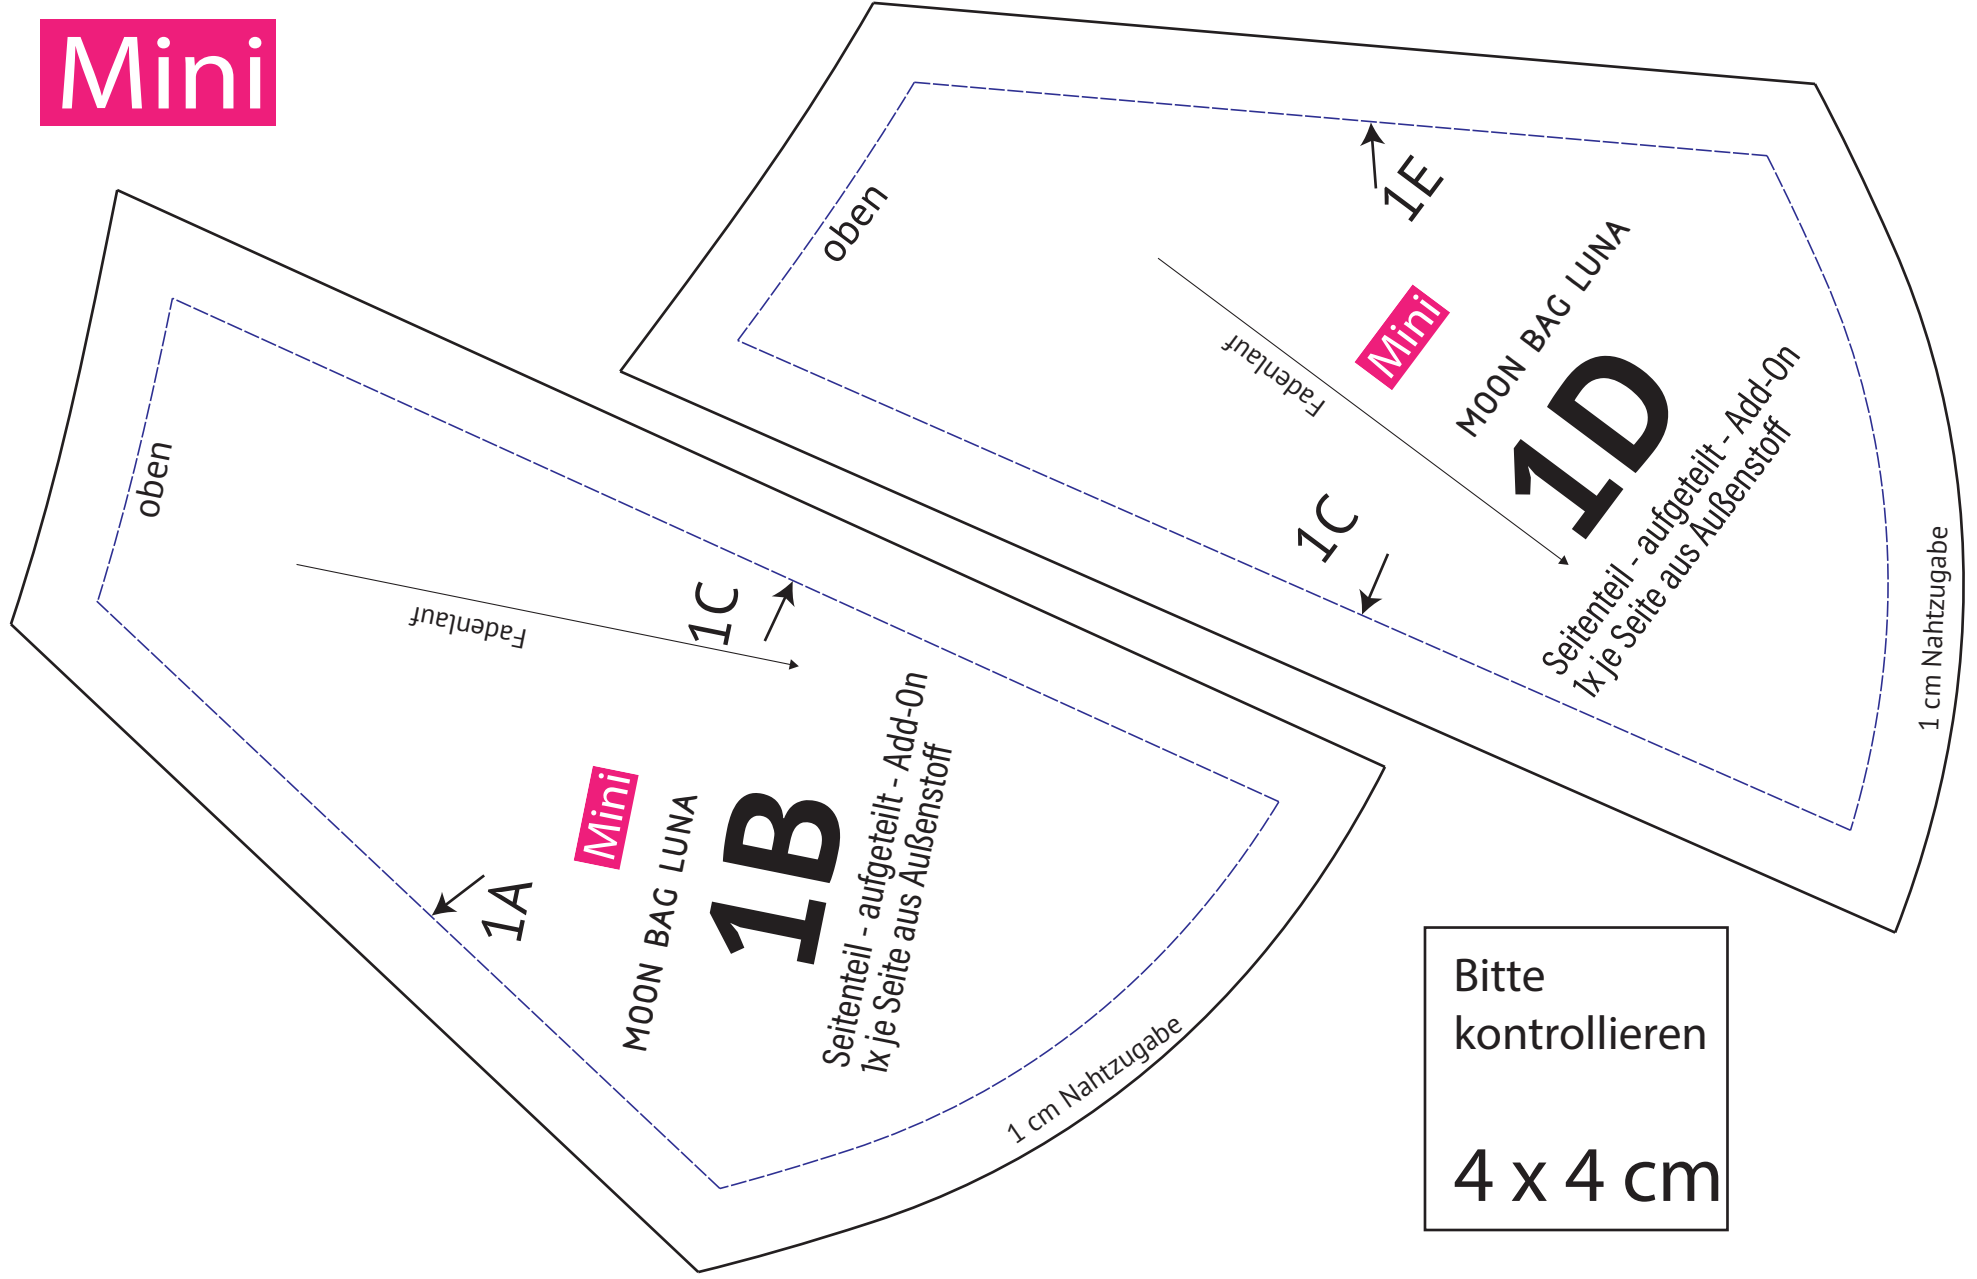 Mini
oben
Fadenlauf
1C
1A
Mini
MOON BAG LUNA
1B
Seitenteil - aufgeteilt - Add-On
1x je Seite aus Außenstoff
1 cm Nahtzugabe
oben
1E
Fadenlauf
Mini
MOON BAG LUNA
1D
Seitenteil - aufgeteilt - Add-On
1x je Seite aus Außenstoff
1C
1 cm Nahtzugabe
Bitte
kontrollieren
4 x 4 cm